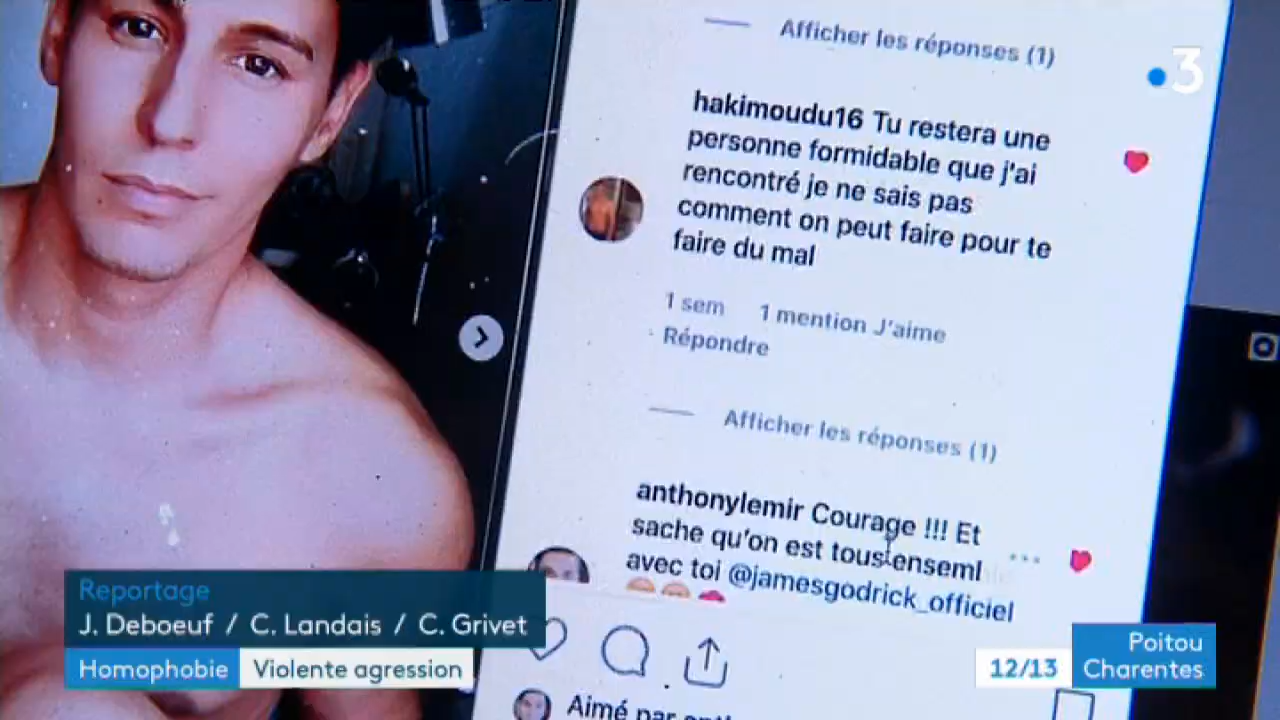 Afficher les réponses (1)
3
hakimoudu16 Tu restera une
personne formidable que j'ai
rencontré je ne sais pas
comment on peut faire pour te
faire du mal
1 sem 1 mention J'aime
Répondre
Afficher les réponses (1)
anthonylemir Courage !!! Et
sache qu'on est tous enseml
avec toi @jamesgodrick_officiel
Reportage
J. Deboeuf / C. Landais / C. Grivet
Homophobie Violente agression
12/13
Poitou
Charentes
Aimé par